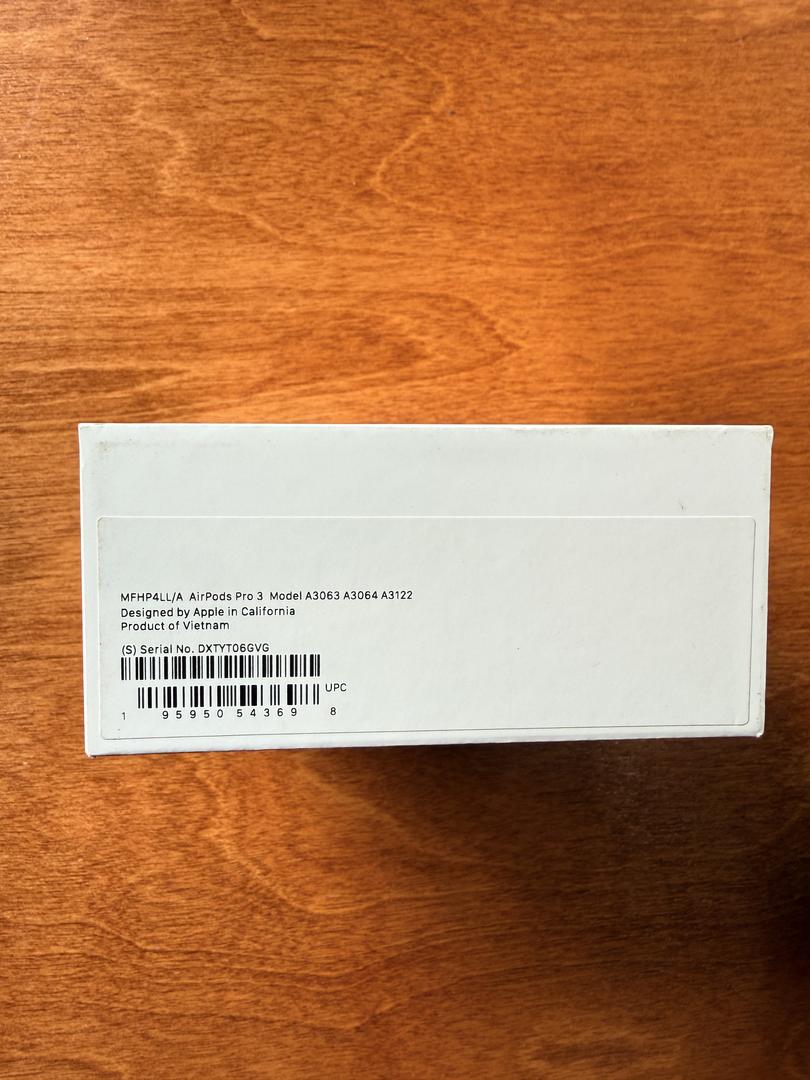 MFHP4LL/A AirPods Pro 3 Model A3063 A3064 A3122
Designed by Apple in California
Product of Vietnam
(S) Serial No. DXTYT06GVG
UPC
1 95950 54369 8